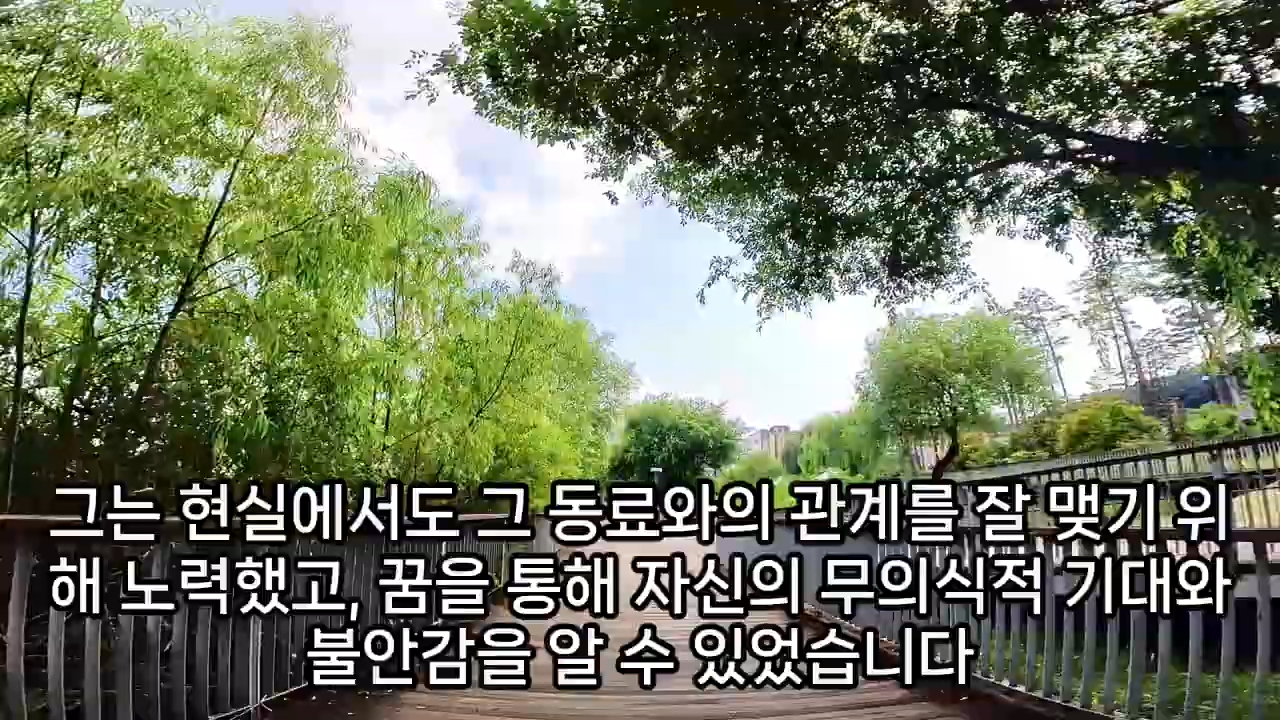 그는 현실에서도 그 동료와의 관계를 잘 맺기 위
해 노력했고, 꿈을 통해 자신의 무의식적 기대와
불안감을 알 수 있었습니다